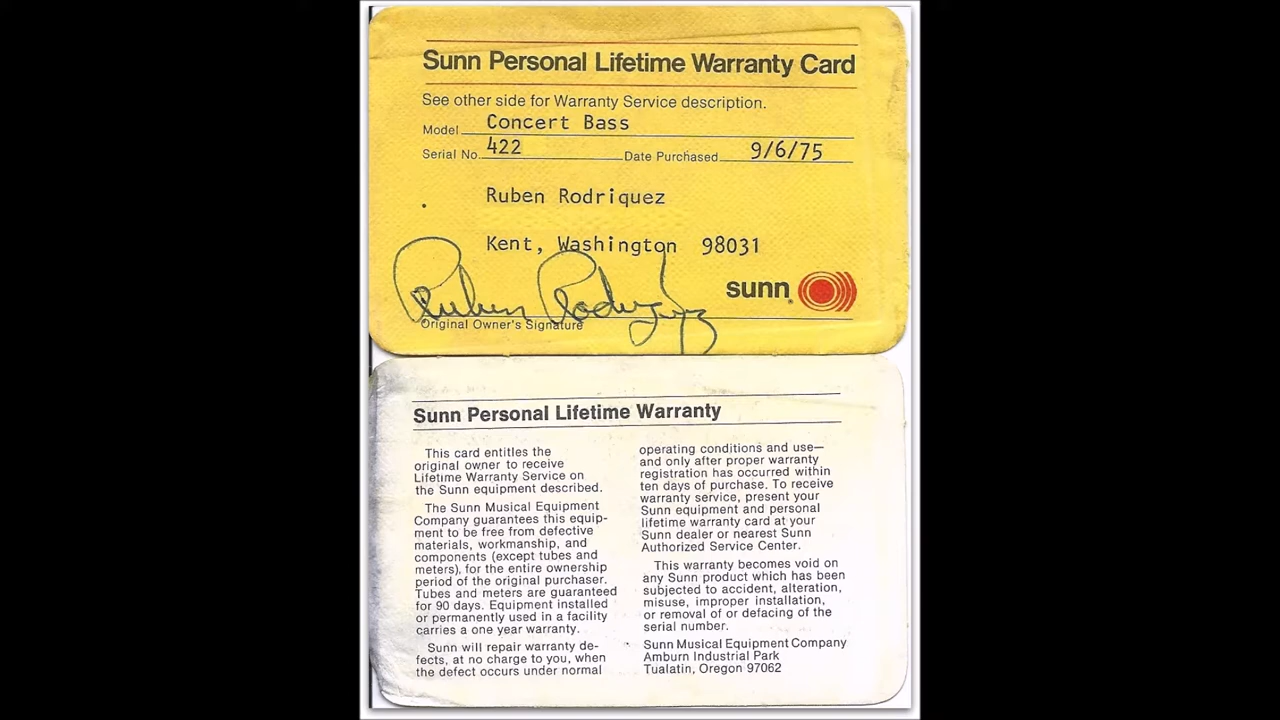 Sunn Personal Lifetime Warranty Card
See other side for Warranty Service description.
Model Concert Bass
Serial No. 422 Date Purchased 9/6/75
Ruben Rodriquez
Kent, Washington 98031
sunn®
Ruben Rodriguez
Original Owner's Signature
Sunn Personal Lifetime Warranty
This card entitles the
original owner to receive
Lifetime Warranty Service on
the Sunn equipment described.
The Sunn Musical Equipment
Company guarantees this equip-
ment to be free from defective
materials, workmanship, and
components (except tubes and
meters), for the entire ownership
period of the original purchaser.
Tubes and meters are guaranteed
for 90 days. Equipment installed
or permanently used in a facility
carries a one year warranty.
Sunn will repair warranty de-
fects, at no charge to you, when
the defect occurs under normal
operating conditions and use—
and only after proper warranty
registration has occurred within
ten days of purchase. To receive
warranty service, present your
Sunn equipment and personal
lifetime warranty card at your
Sunn dealer or nearest Sunn
Authorized Service Center.
This warranty becomes void on
any Sunn product which has been
subjected to accident, alteration,
misuse, improper installation,
or removal of or defacing of the
serial number.
Sunn Musical Equipment Company
Amburn Industrial Park
Tualatin, Oregon 97062